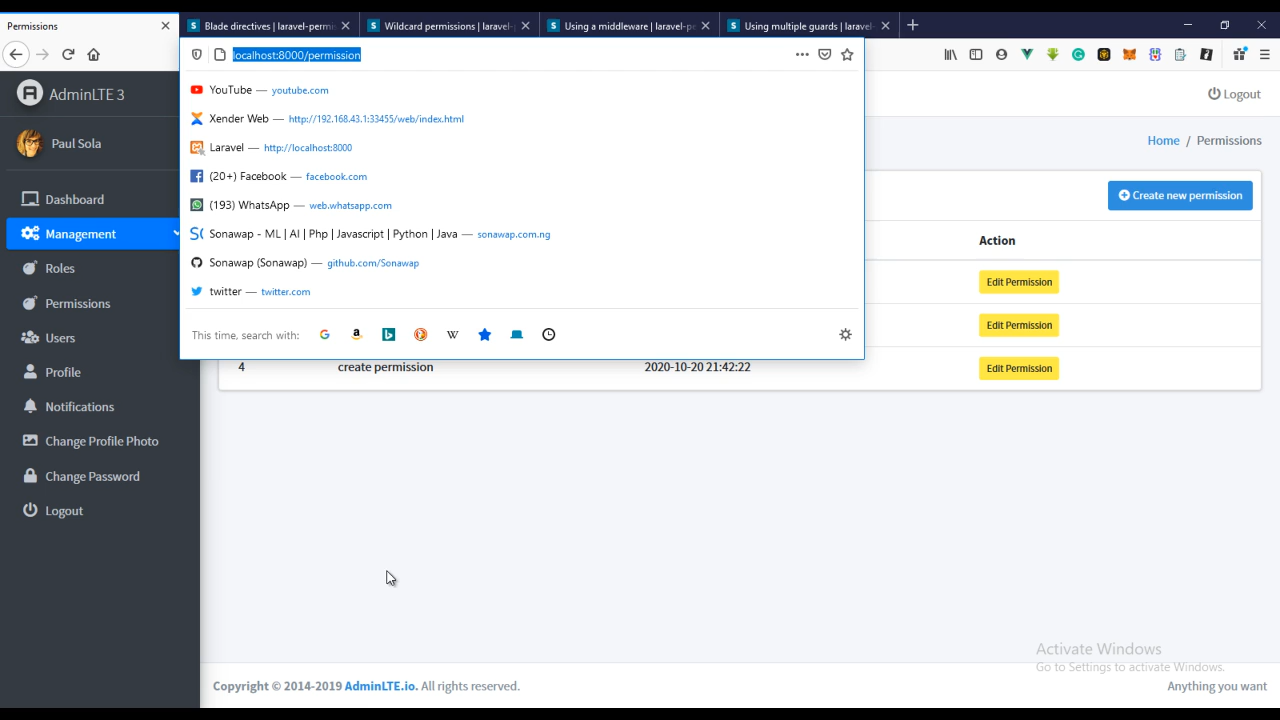 Permissions
Blade directives | laravel-permis
Wildcard permissions | laravel-
Using a middleware | laravel-pe
Using multiple guards | laravel-
localhost:8000/permission
AdminLTE 3
Logout
Paul Sola
Home / Permissions
YouTube — youtube.com
Xender Web — http://192.168.43.1:33455/web/index.html
Laravel — http://localhost:8000
(20+) Facebook — facebook.com
(193) WhatsApp — web.whatsapp.com
Sonawap - ML | AI | Php | Javascript | Python | Java — sonawap.com.ng
Sonawap (Sonawap) — github.com/Sonawap
twitter — twitter.com
This time, search with:
Create new permission
Action
Edit Permission
Edit Permission
4 create permission 2020-10-20 21:42:22 Edit Permission
Dashboard
Management
Roles
Permissions
Users
Profile
Notifications
Change Profile Photo
Change Password
Logout
Activate Windows
Go to Settings to activate Windows.
Copyright © 2014-2019 AdminLTE.io. All rights reserved.
Anything you want